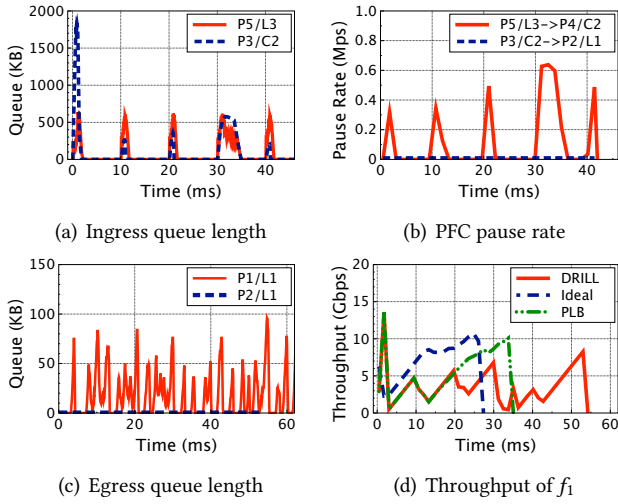 2000
1500
1000
500
0
Queue (KB)
P5/L3
P3/C2
0 10 20 30 40
Time (ms)
(a) Ingress queue length
1.0
0.8
0.6
0.4
0.2
0.0
Pause Rate (Mps)
P5/L3->P4/C2
P3/C2->P2/L1
0 10 20 30 40
Time (ms)
(b) PFC pause rate
150
100
50
0
Queue (KB)
P1/L1
P2/L1
0 10 20 30 40 50 60
Time (ms)
(c) Egress queue length
20
15
10
5
0
Throughput (Gbps)
DRILL
Ideal
PLB
0 10 20 30 40 50 60
Time (ms)
(d) Throughput of f1